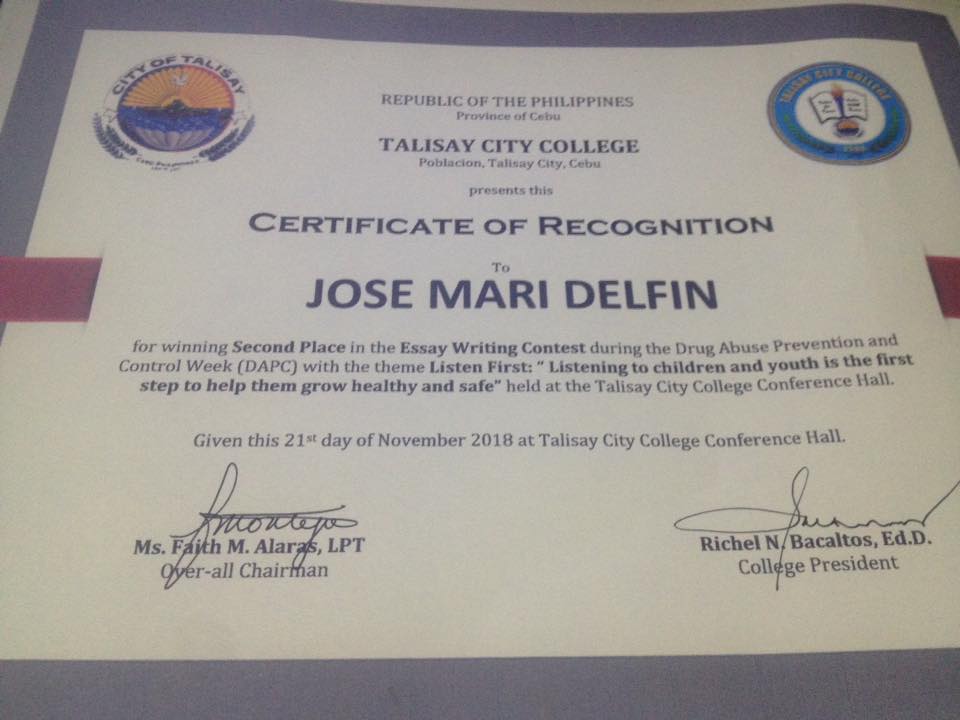 CITY OF TALISAY
TALISAY CITY COLLEGE
REPUBLIC OF THE PHILIPPINES
Province of Cebu
TALISAY CITY COLLEGE
Poblacion, Talisay City, Cebu
presents this
CERTIFICATE OF RECOGNITION
To
JOSE MARI DELFIN
for winning Second Place in the Essay Writing Contest during the Drug Abuse Prevention and
Control Week (DAPC) with the theme Listen First: “ Listening to children and youth is the first
step to help them grow healthy and safe” held at the Talisay City College Conference Hall.
Given this 21st day of November 2018 at Talisay City College Conference Hall.
Ms. Faith M. Alaras, LPT
Over-all Chairman
Richel N. Bacaltos, Ed.D.
College President